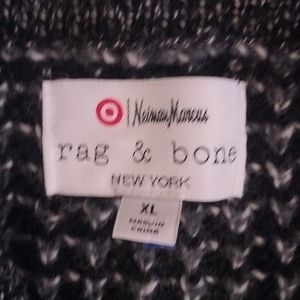 Neiman Marcus
rag & bone
NEW YORK
XL
MADE IN
CHINA